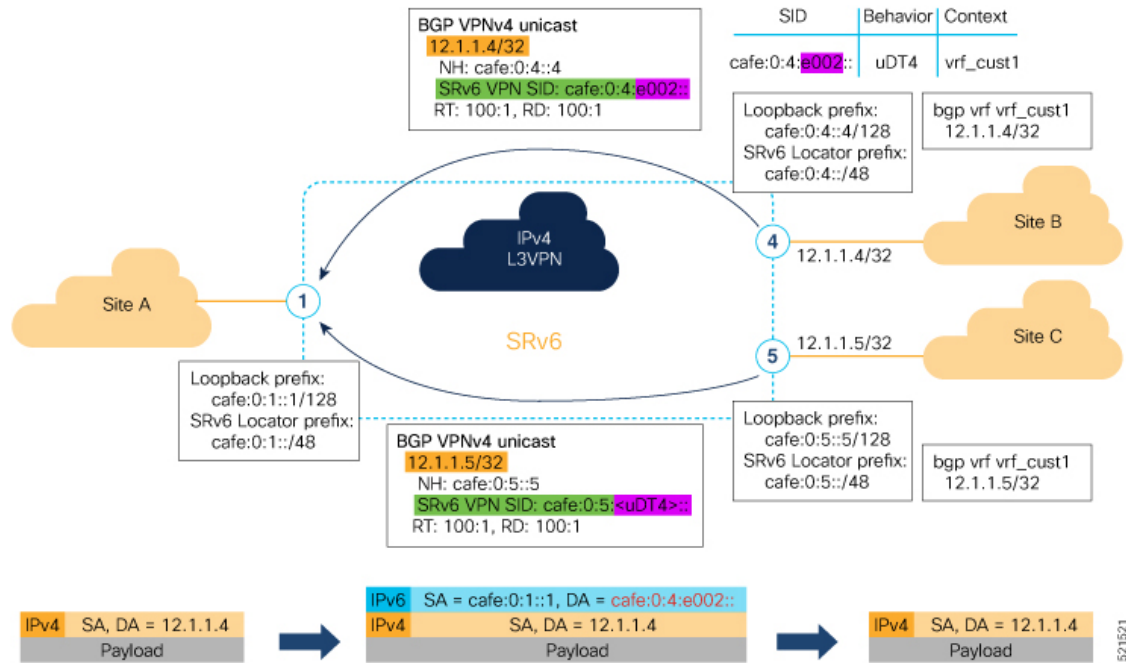 BGP VPNv4 unicast
12.1.1.4/32
NH: cafe:0:4::4
SRv6 VPN SID: cafe:0:4:e002::
RT: 100:1, RD: 100:1
SID Behavior Context
cafe:0:4:e002:: uDT4 vrf_cust1
Loopback prefix:
cafe:0:4::4/128
SRv6 Locator prefix:
cafe:0:4::/48
bgp vrf vrf_cust1
12.1.1.4/32
IPv4
L3VPN
4
12.1.1.4/32
Site B
Site A
1
SRv6
5
12.1.1.5/32
Site C
Loopback prefix:
cafe:0:1::1/128
SRv6 Locator prefix:
cafe:0:1::/48
BGP VPNv4 unicast
12.1.1.5/32
NH: cafe:0:5::5
SRv6 VPN SID: cafe:0:5:<uDT4>::
RT: 100:1, RD: 100:1
Loopback prefix:
cafe:0:5::5/128
SRv6 Locator prefix:
cafe:0:5::/48
bgp vrf vrf_cust1
12.1.1.5/32
IPv4 SA, DA = 12.1.1.4
Payload
IPv6 SA = cafe:0:1::1, DA = cafe:0:4:e002::
IPv4 SA, DA = 12.1.1.4
Payload
IPv4 SA, DA = 12.1.1.4
Payload
521521